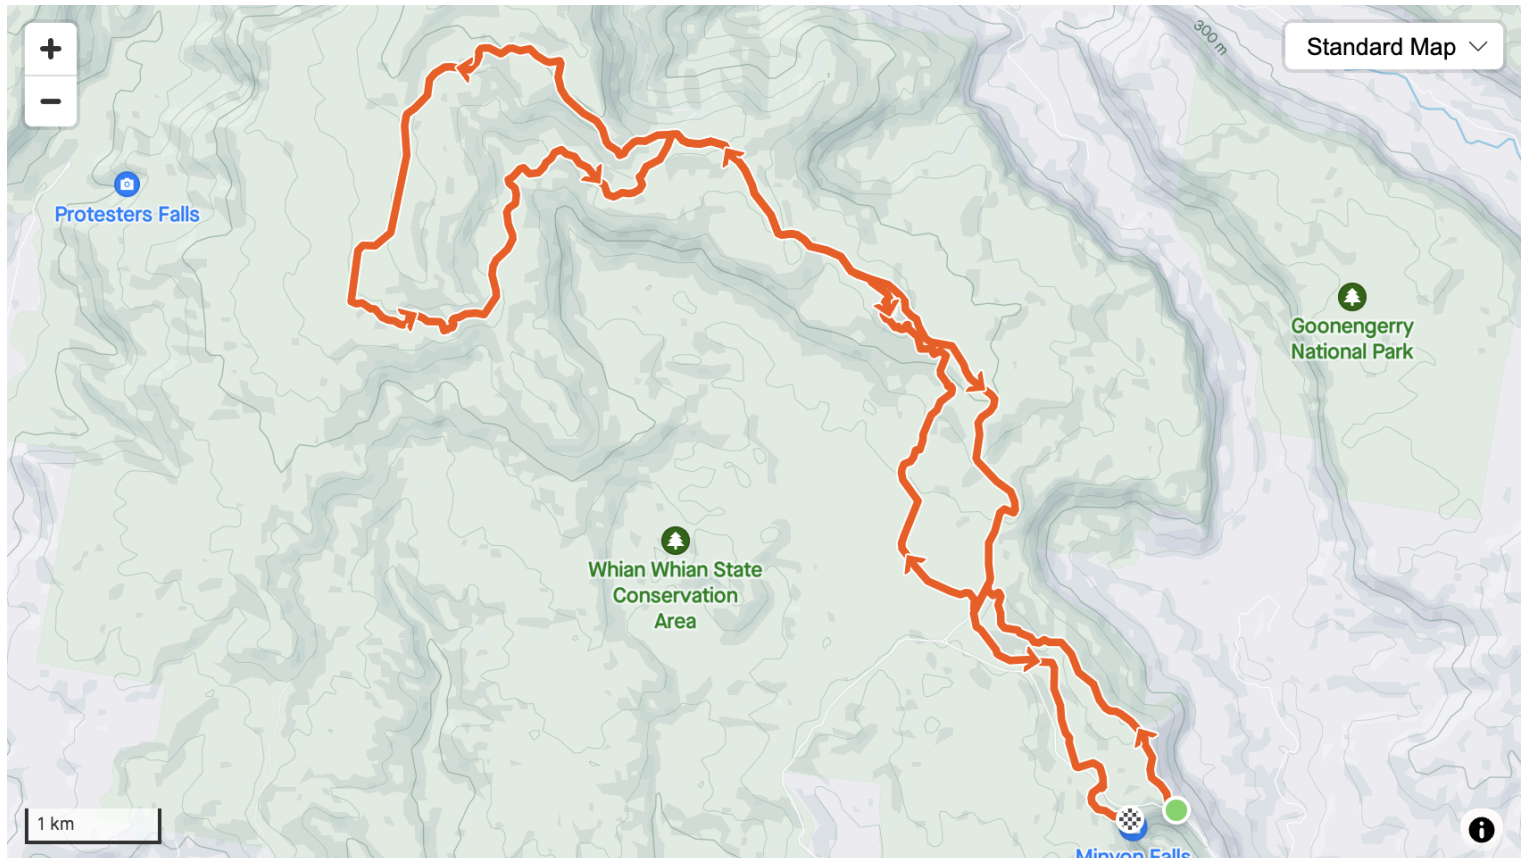 +
300 m
Standard Map
−
Protesters Falls
Goonengerry
National Park
Whian Whian State
Conservation
Area
1 km
Minyon Falls